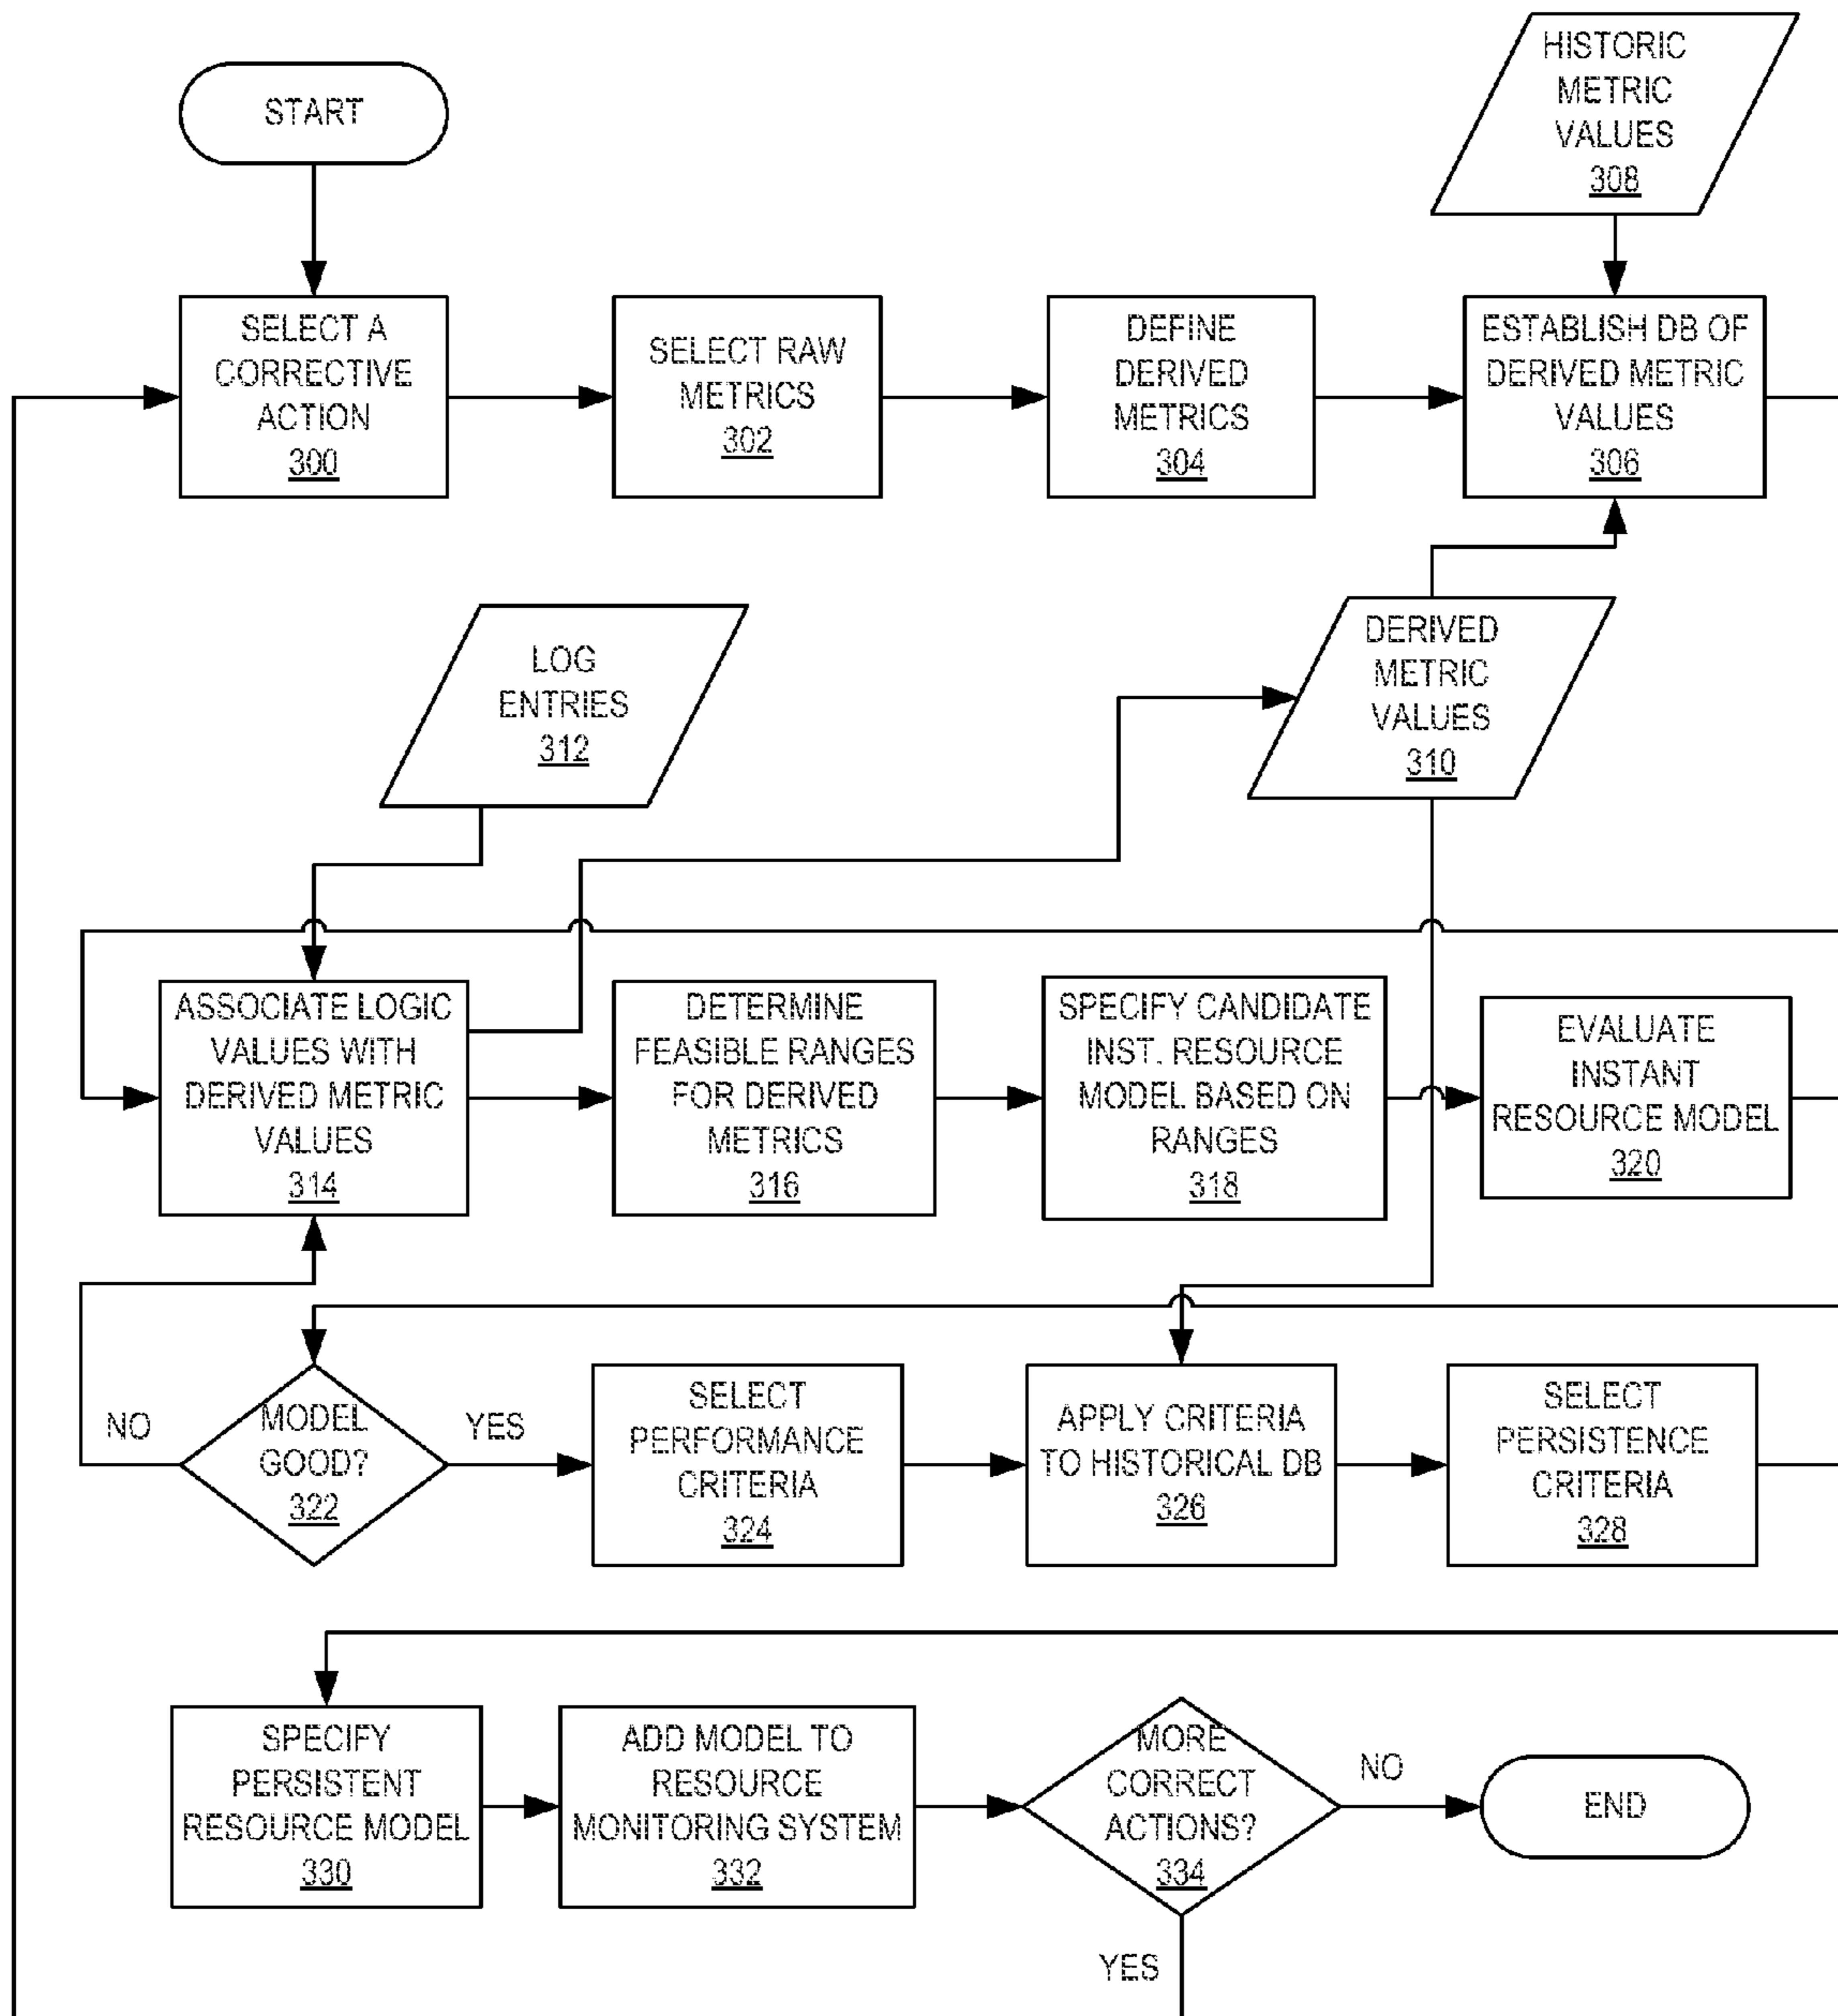 START
HISTORIC
METRIC
VALUES
308
SELECT A
CORRECTIVE
ACTION
300
SELECT RAW
METRICS
302
DEFINE
DERIVED
METRICS
304
ESTABLISH DB OF
DERIVED METRIC
VALUES
306
LOG
ENTRIES
312
DERIVED
METRIC
VALUES
310
ASSOCIATE LOGIC
VALUES WITH
DERIVED METRIC
VALUES
314
DETERMINE
FEASIBLE RANGES
FOR DERIVED
METRICS
316
SPECIFY CANDIDATE
INST. RESOURCE
MODEL BASED ON
RANGES
318
EVALUATE
INSTANT
RESOURCE MODEL
320
NO
MODEL
GOOD?
322
YES
SELECT
PERFORMANCE
CRITERIA
324
APPLY CRITERIA
TO HISTORICAL DB
326
SELECT
PERSISTENCE
CRITERIA
328
SPECIFY
PERSISTENT
RESOURCE MODEL
330
ADD MODEL TO
RESOURCE
MONITORING SYSTEM
332
MORE
CORRECT
ACTIONS?
334
NO
END
YES